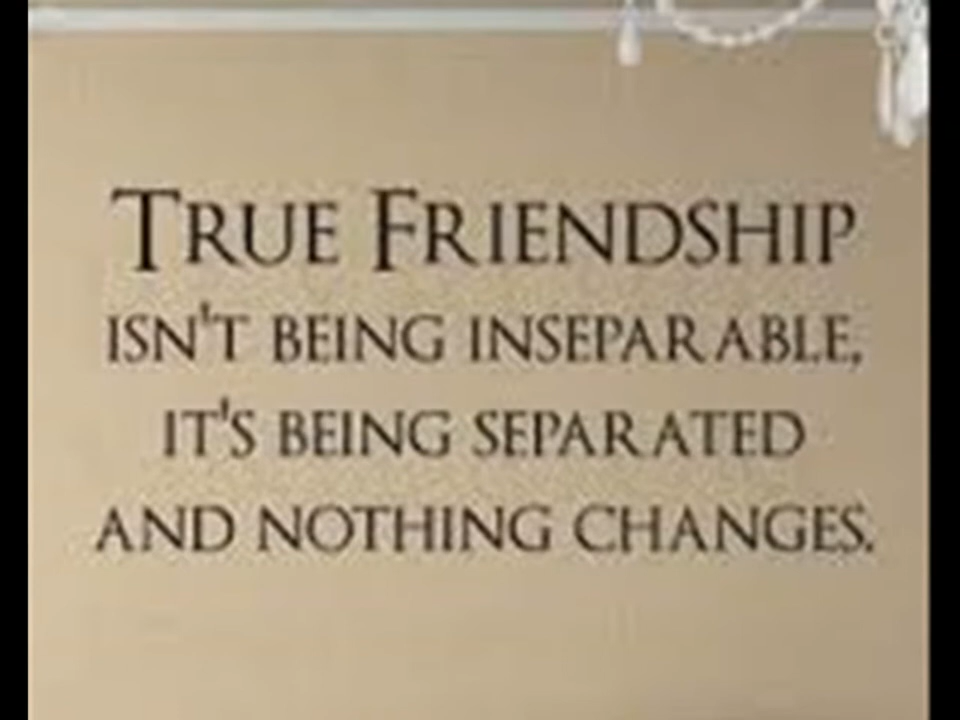 TRUE FRIENDSHIP
ISN'T BEING INSEPARABLE,
IT'S BEING SEPARATED
AND NOTHING CHANGES.